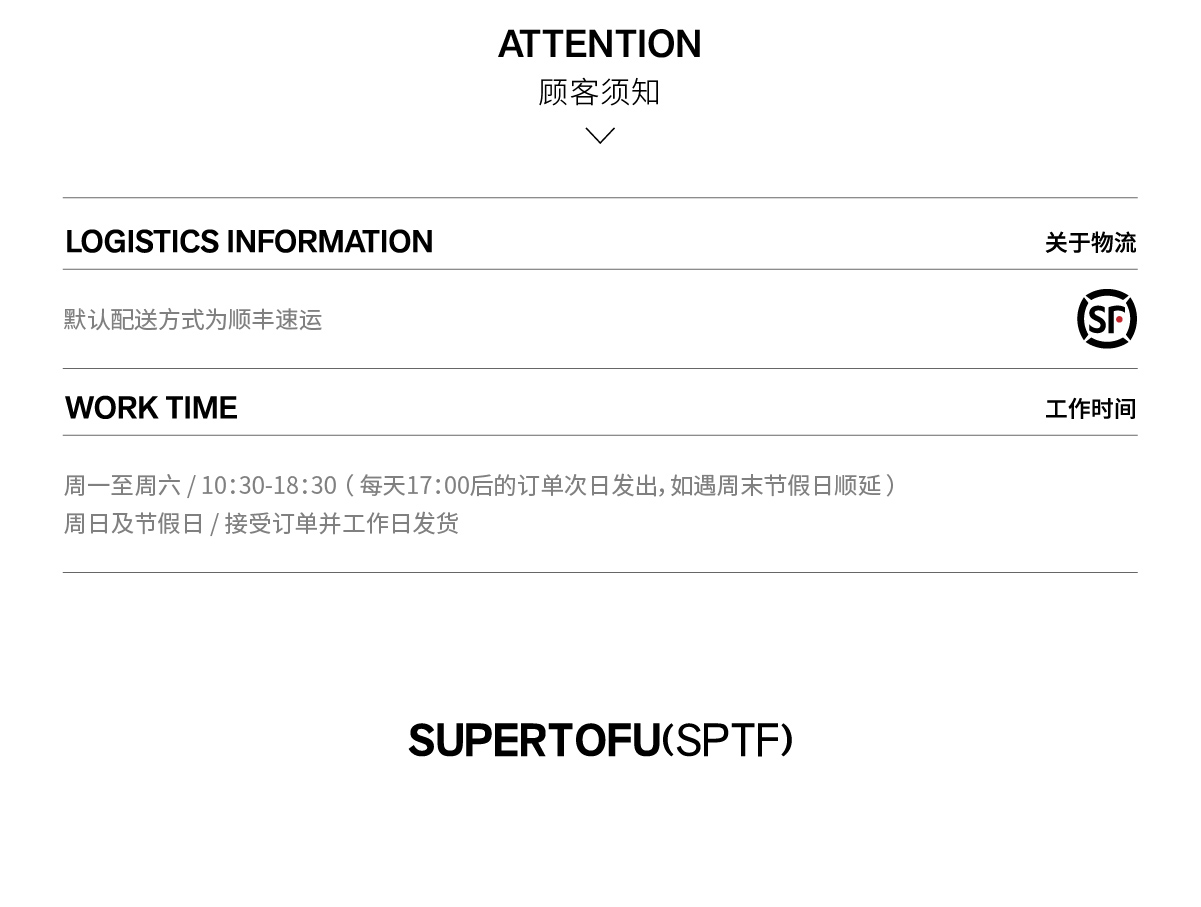 ATTENTION
顾客须知
LOGISTICS INFORMATION 关于物流
默认配送方式为顺丰速运 SF
WORK TIME 工作时间
周一至周六 / 10:30-18:30 ( 每天17:00后的订单次日发出, 如遇周末节假日顺延 )
周日及节假日 / 接受订单并工作日发货
SUPERTOFU(SPTF)